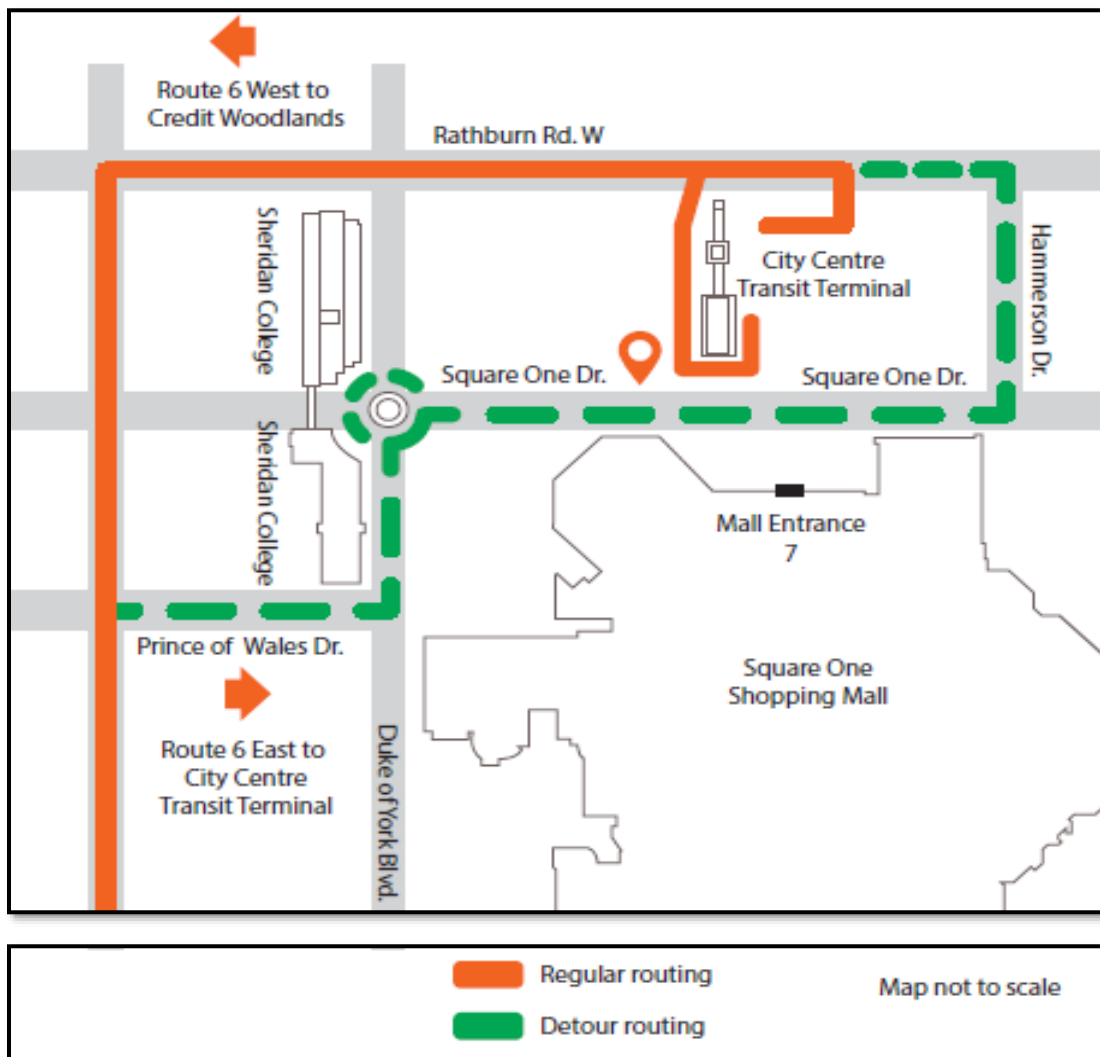 Route 6 West to
Credit Woodlands
Rathburn Rd. W
Sheridan College
City Centre
Transit Terminal
Hammerson Dr.
Square One Dr.
Square One Dr.
Sheridan College
Mall Entrance
7
Prince of Wales Dr.
Square One
Shopping Mall
Route 6 East to
City Centre
Transit Terminal
Duke of York Blvd.
Regular routing
Map not to scale
Detour routing